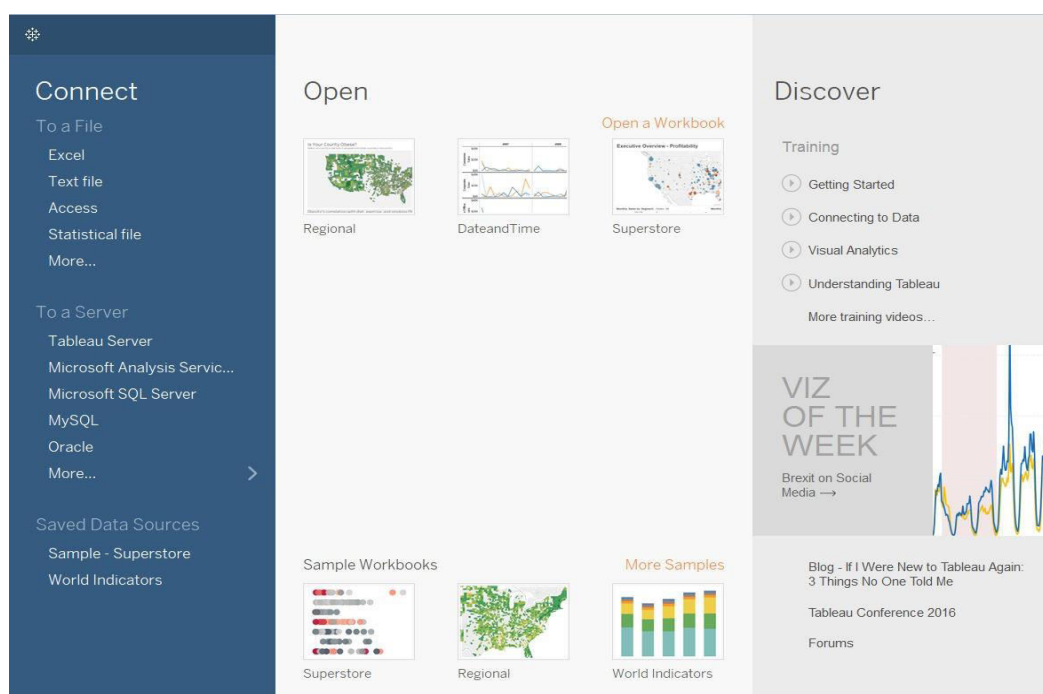 Connect
To a File
Excel
Text file
Access
Statistical file
More...
To a Server
Tableau Server
Microsoft Analysis Servic...
Microsoft SQL Server
MySQL
Oracle
More...
Saved Data Sources
Sample - Superstore
World Indicators
Open
Open a Workbook
Executive Overview - Profitability
Regional
DateandTime
Superstore
Sample Workbooks
More Samples
Superstore
Regional
World Indicators
Discover
Training
Getting Started
Connecting to Data
Visual Analytics
Understanding Tableau
More training videos...
VIZ
OF THE
WEEK
Brexit on Social
Media →
Blog - If I Were New to Tableau Again:
3 Things No One Told Me
Tableau Conference 2016
Forums